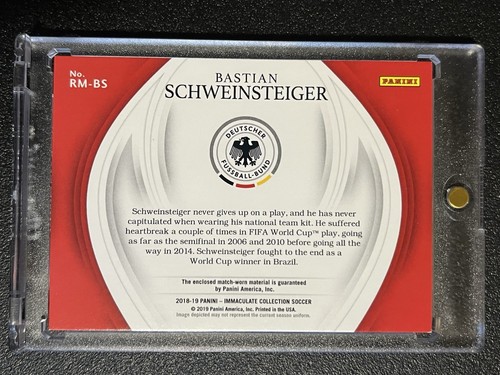 No.
RM-BS
BASTIAN
SCHWEINSTEIGER
PANINI
DEUTSCHER
FUSSBALL-BUND
Schweinsteiger never gives up on a play, and he has never
capitulated when wearing his national team kit. He suffered
heartbreak a couple of times in FIFA World Cup™ play, going
as far as the semifinal in 2006 and 2010 before going all the
way in 2014. Schweinsteiger fought to the end as a
World Cup winner in Brazil.
The enclosed match-worn material is guaranteed
by Panini America, Inc.
2018-19 PANINI – IMMACULATE COLLECTION SOCCER
© 2019 Panini America, Inc. Printed in the USA.
Image depicted may not represent the current season uniform.